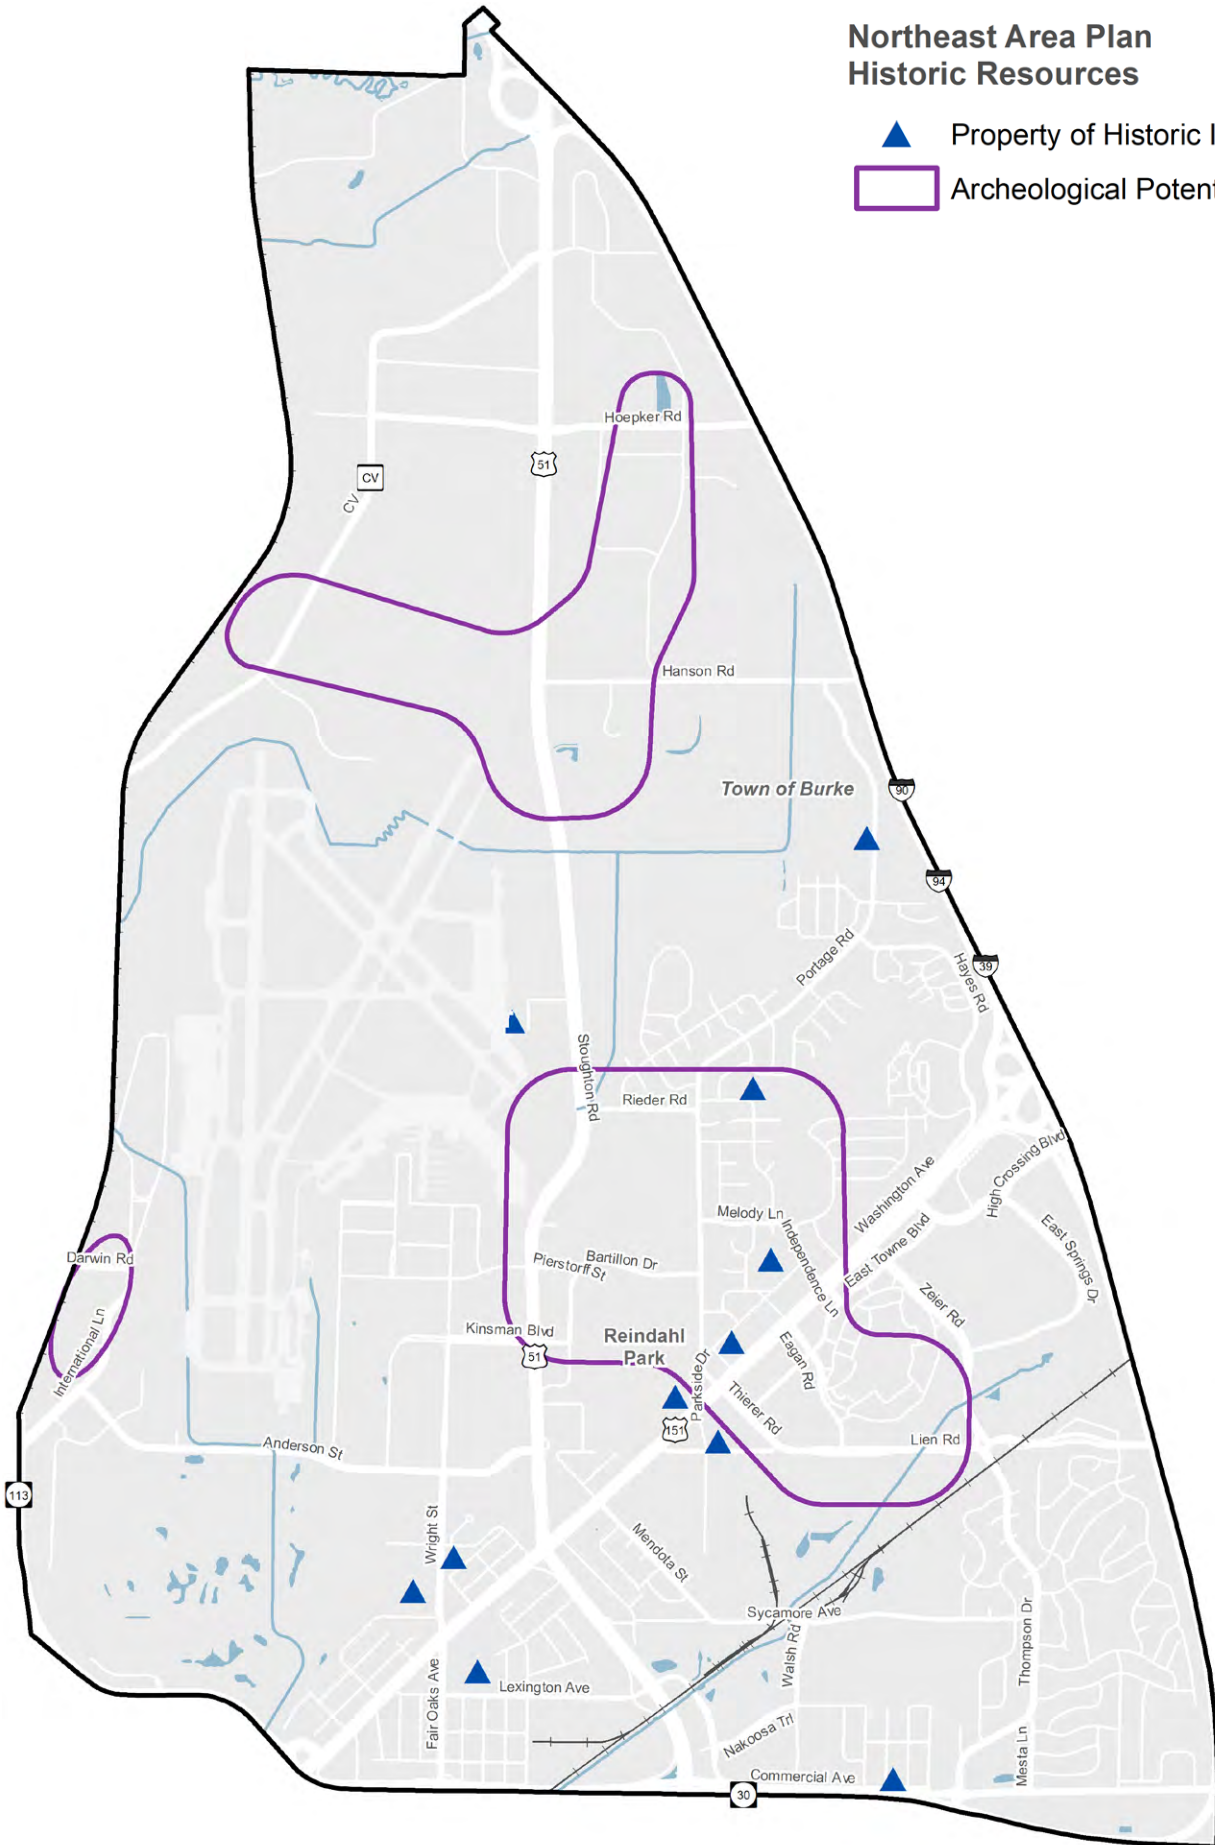 Northeast Area Plan
Historic Resources
Property of Historic I
Archeological Potent
Hoepker Rd
51
CV
CV
Hanson Rd
Town of Burke
90
94
Portage Rd
39
Hayes Rd
Stoughton Rd
Rieder Rd
High Crossing Blvd
Washington Ave
Melody Ln
Independence Ln
East Towne Blvd
East Springs Dr
Darwin Rd
Bartillon Dr
Pierstorff St
Zeier Rd
International Ln
Kinsman Blvd
Reindahl
Park
51
Eagan Rd
Parkside Dr
Thierer Rd
151
Lien Rd
Anderson St
113
Wright St
Mendota St
Sycamore Ave
Walsh Rd
Thompson Dr
Lexington Ave
Fair Oaks Ave
Nakoosa Trl
Mesta Ln
Commercial Ave
30